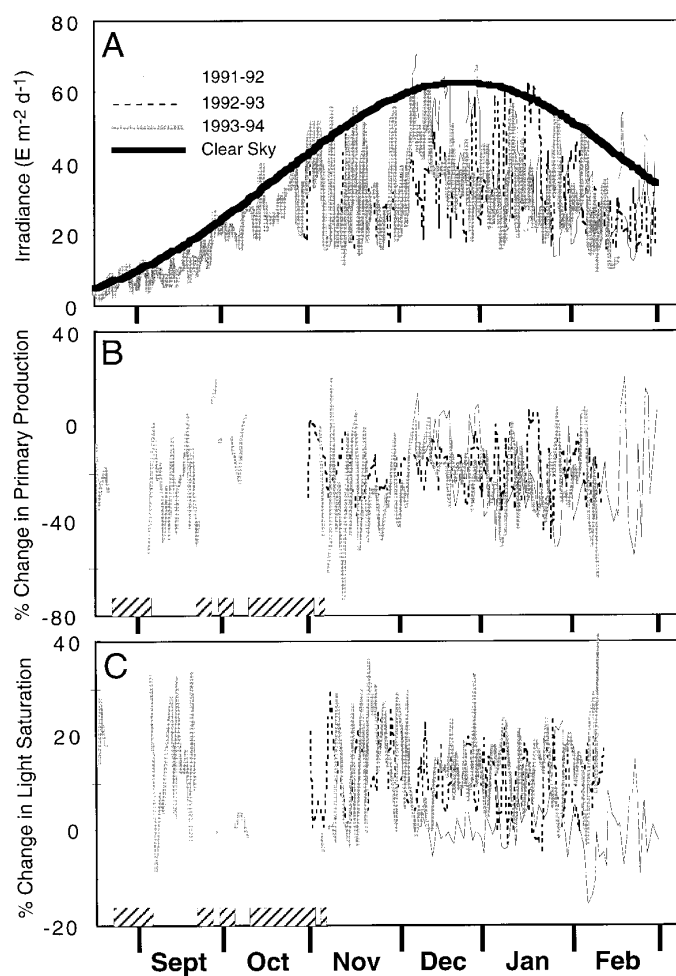 80
A
60
40
20
0
Irradiance (E m-2 d-1)
1991-92
1992-93
1993-94
Clear Sky
40
B
0
-40
-80
% Change in Primary Production
40
C
20
0
-20
% Change in Light Saturation
Sept Oct Nov Dec Jan Feb